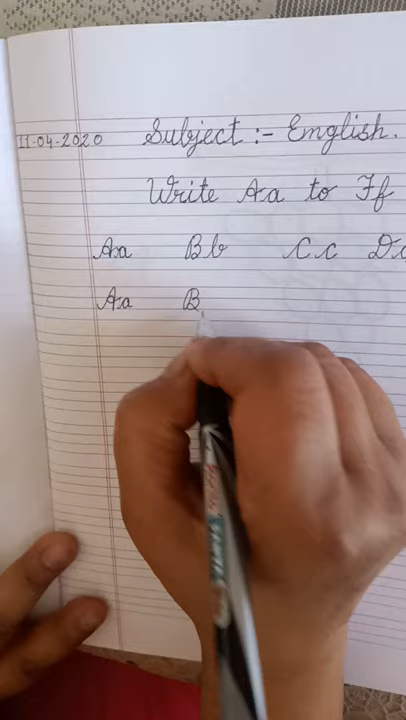 11-04-2020 Subject :- English.
Write Aa to Ff
Aa Bb Cc D
Aa B